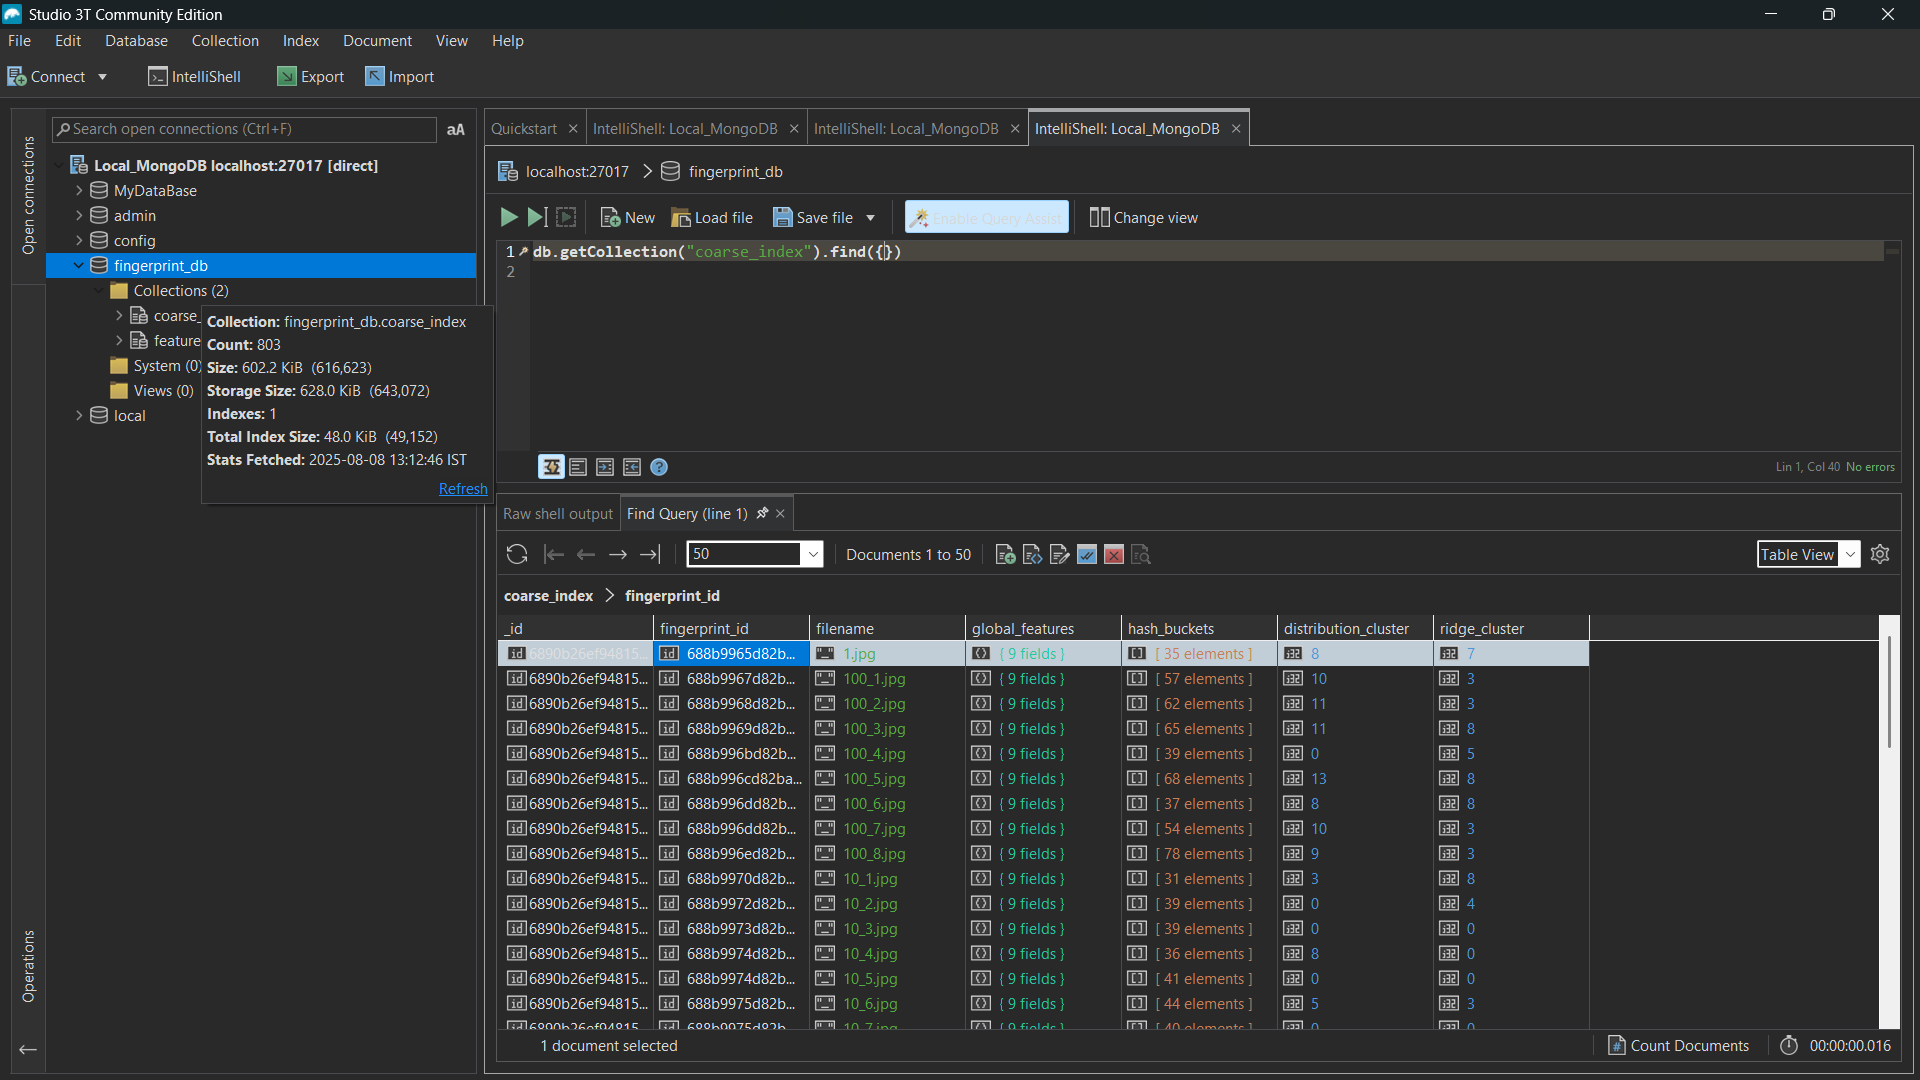 Studio 3T Community Edition
File Edit Database Collection Index Document View Help
Connect IntelliShell Export Import
Open connections
Search open connections (Ctrl+F) aA
Local_MongoDB localhost:27017 [direct]
MyDataBase
admin
config
fingerprint_db
Collections (2)
coarse_
feature
System (0)
Views (0)
local
Collection: fingerprint_db.coarse_index
Count: 803
Size: 602.2 KiB (616,623)
Storage Size: 628.0 KiB (643,072)
Indexes: 1
Total Index Size: 48.0 KiB (49,152)
Stats Fetched: 2025-08-08 13:12:46 IST
Refresh
Operations
Quickstart IntelliShell: Local_MongoDB IntelliShell: Local_MongoDB IntelliShell: Local_MongoDB
localhost:27017 fingerprint_db
New Load file Save file Enable Query Assist Change view
1 db.getCollection("coarse_index").find({})
2
Lin 1, Col 40 No errors
Raw shell output Find Query (line 1)
50 Documents 1 to 50 Table View
coarse_index > fingerprint_id
_id fingerprint_id filename global_features hash_buckets distribution_cluster ridge_cluster
6890b26ef94815... 688b9965d82b... 1.jpg { 9 fields } [ 35 elements ] 8 7
6890b26ef94815... 688b9967d82b... 100_1.jpg { 9 fields } [ 57 elements ] 10 3
6890b26ef94815... 688b9968d82b... 100_2.jpg { 9 fields } [ 62 elements ] 11 3
6890b26ef94815... 688b9969d82b... 100_3.jpg { 9 fields } [ 65 elements ] 11 8
6890b26ef94815... 688b996bd82b... 100_4.jpg { 9 fields } [ 39 elements ] 0 5
6890b26ef94815... 688b996cd82ba... 100_5.jpg { 9 fields } [ 68 elements ] 13 8
6890b26ef94815... 688b996dd82b... 100_6.jpg { 9 fields } [ 37 elements ] 8 8
6890b26ef94815... 688b996dd82b... 100_7.jpg { 9 fields } [ 54 elements ] 10 3
6890b26ef94815... 688b996ed82b... 100_8.jpg { 9 fields } [ 78 elements ] 9 3
6890b26ef94815... 688b9970d82b... 10_1.jpg { 9 fields } [ 31 elements ] 3 8
6890b26ef94815... 688b9972d82b... 10_2.jpg { 9 fields } [ 39 elements ] 0 4
6890b26ef94815... 688b9973d82b... 10_3.jpg { 9 fields } [ 39 elements ] 0 0
6890b26ef94815... 688b9974d82b... 10_4.jpg { 9 fields } [ 36 elements ] 8 0
6890b26ef94815... 688b9974d82b... 10_5.jpg { 9 fields } [ 41 elements ] 0 0
6890b26ef94815... 688b9975d82b... 10_6.jpg { 9 fields } [ 44 elements ] 5 3
6890b26ef94815... 688b9975d82b... 10_7.jpg { 9 fields } [ 40 elements ] 0 0
1 document selected
Count Documents 00:00:00.016